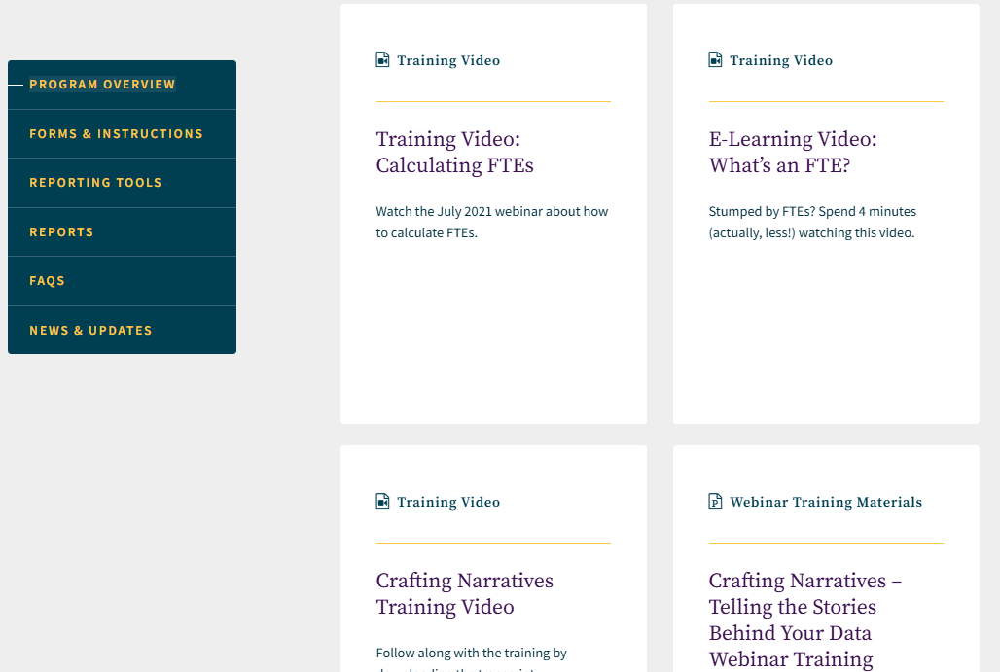 PROGRAM OVERVIEW
FORMS & INSTRUCTIONS
REPORTING TOOLS
REPORTS
FAQS
NEWS & UPDATES
Training Video
Training Video:
Calculating FTEs
Watch the July 2021 webinar about how
to calculate FTEs.
Training Video
E-Learning Video:
What’s an FTE?
Stumped by FTEs? Spend 4 minutes
(actually, less!) watching this video.
Training Video
Crafting Narratives
Training Video
Follow along with the training by
Webinar Training Materials
Crafting Narratives –
Telling the Stories
Behind Your Data
Webinar Training